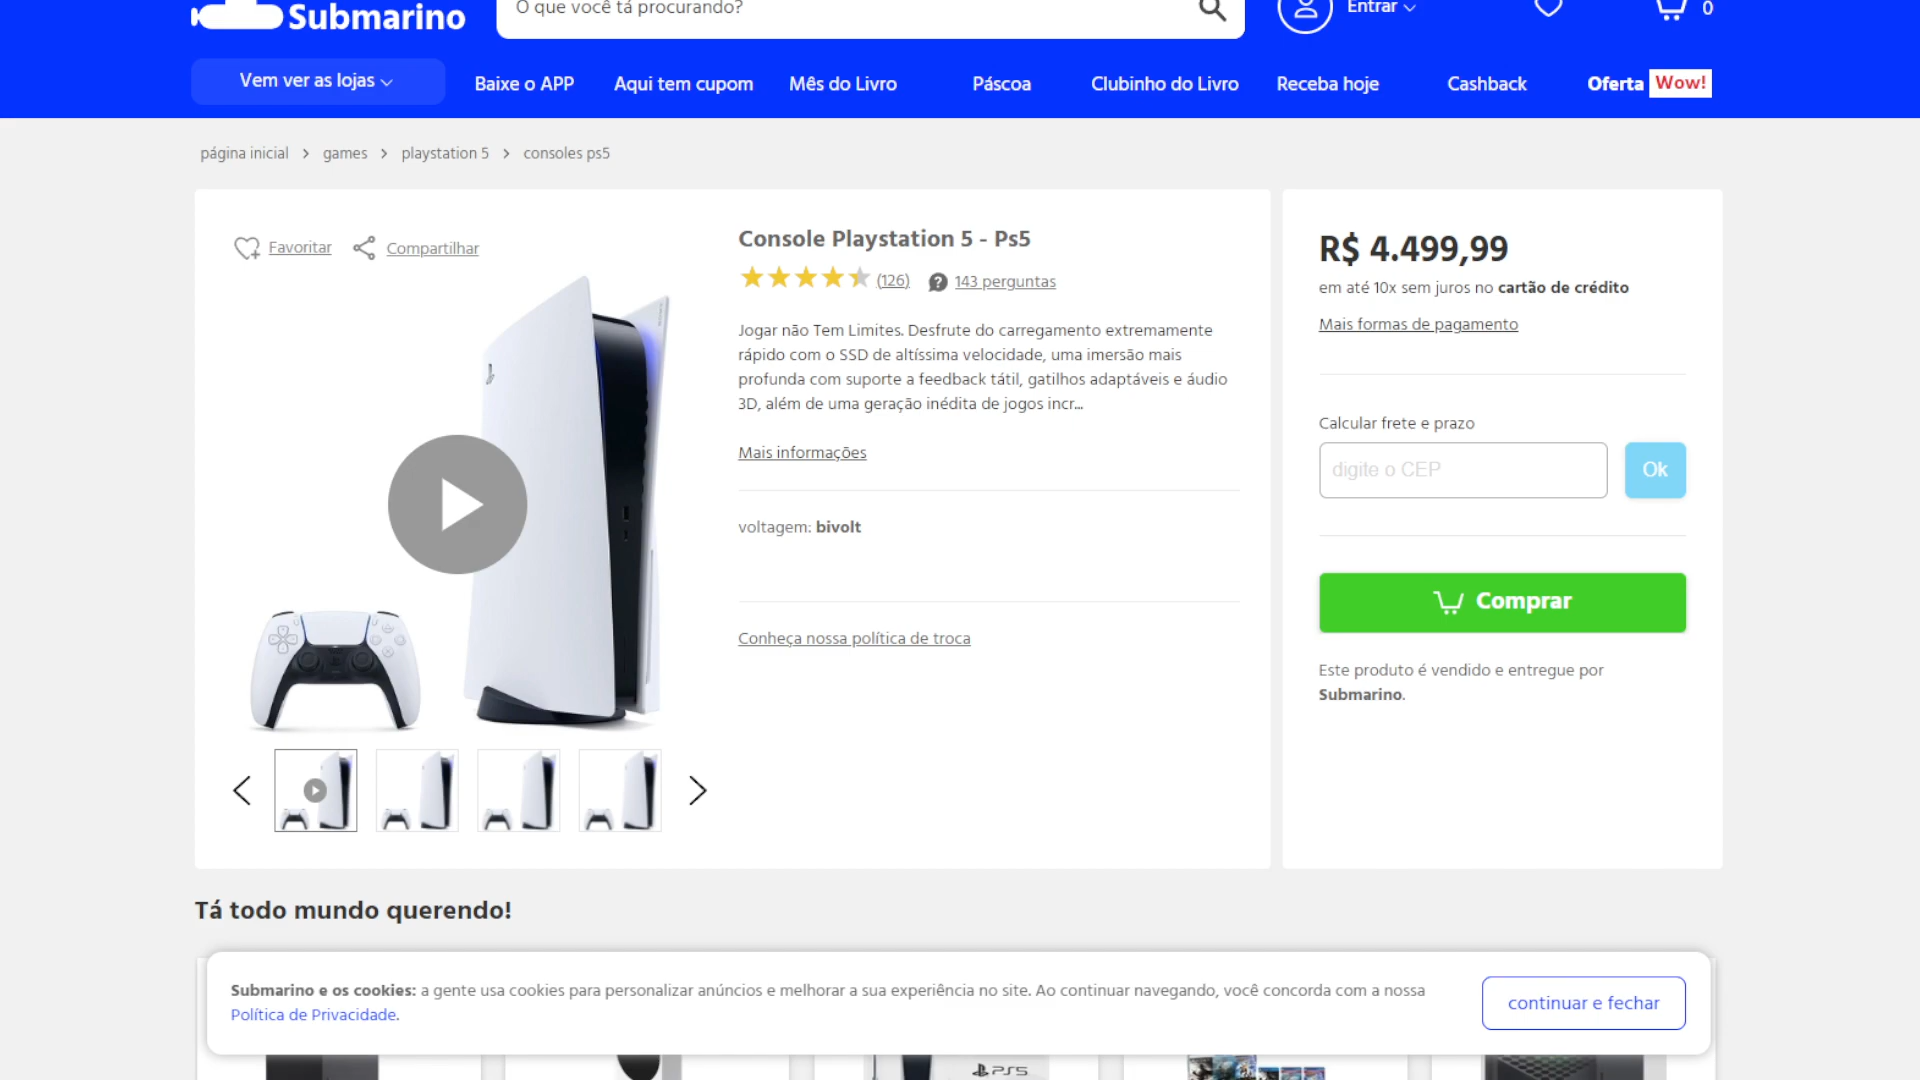 Submarino
O que você tá procurando?
Entrar
0
Vem ver as lojas
Baixe o APP
Aqui tem cupom
Mês do Livro
Páscoa
Clubinho do Livro
Receba hoje
Cashback
Oferta Wow!
página inicial > games > playstation 5 > consoles ps5
Favoritar
Compartilhar
Console Playstation 5 - Ps5
(126)
143 perguntas
Jogar não Tem Limites. Desfrute do carregamento extremamente
rápido com o SSD de altíssima velocidade, uma imersão mais
profunda com suporte a feedback tátil, gatilhos adaptáveis e áudio
3D, além de uma geração inédita de jogos incr...
Mais informações
voltagem: bivolt
Conheça nossa política de troca
R$ 4.499,99
em até 10x sem juros no cartão de crédito
Mais formas de pagamento
Calcular frete e prazo
digite o CEP
Ok
Comprar
Este produto é vendido e entregue por
Submarino.
Tá todo mundo querendo!
Submarino e os cookies: a gente usa cookies para personalizar anúncios e melhorar a sua experiência no site. Ao continuar navegando, você concorda com a nossa
Política de Privacidade.
continuar e fechar
PS5